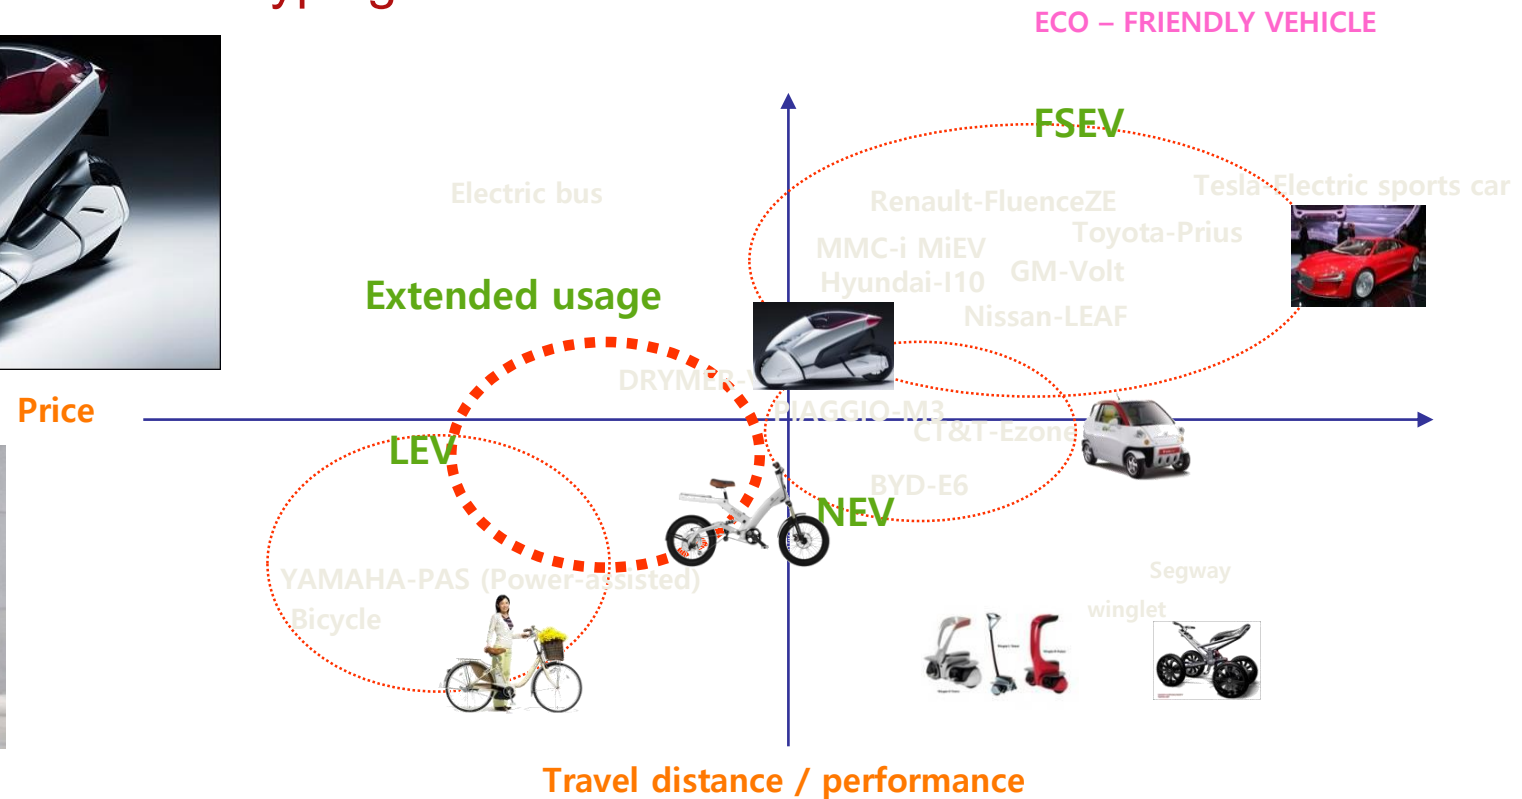 ECO – FRIENDLY VEHICLE
FSEV
Electric bus
Renault-FluenceZE
Tesla-Electric sports car
Toyota-Prius
MMC-i MiEV
GM-Volt
Hyundai-I10
Nissan-LEAF
Extended usage
Price
PIAGGIO-M3
CT&T-Ezone
LEV
BYD-E6
NEV
YAMAHA-PAS (Power-assisted)
Bicycle
Segway
winglet
Travel distance / performance